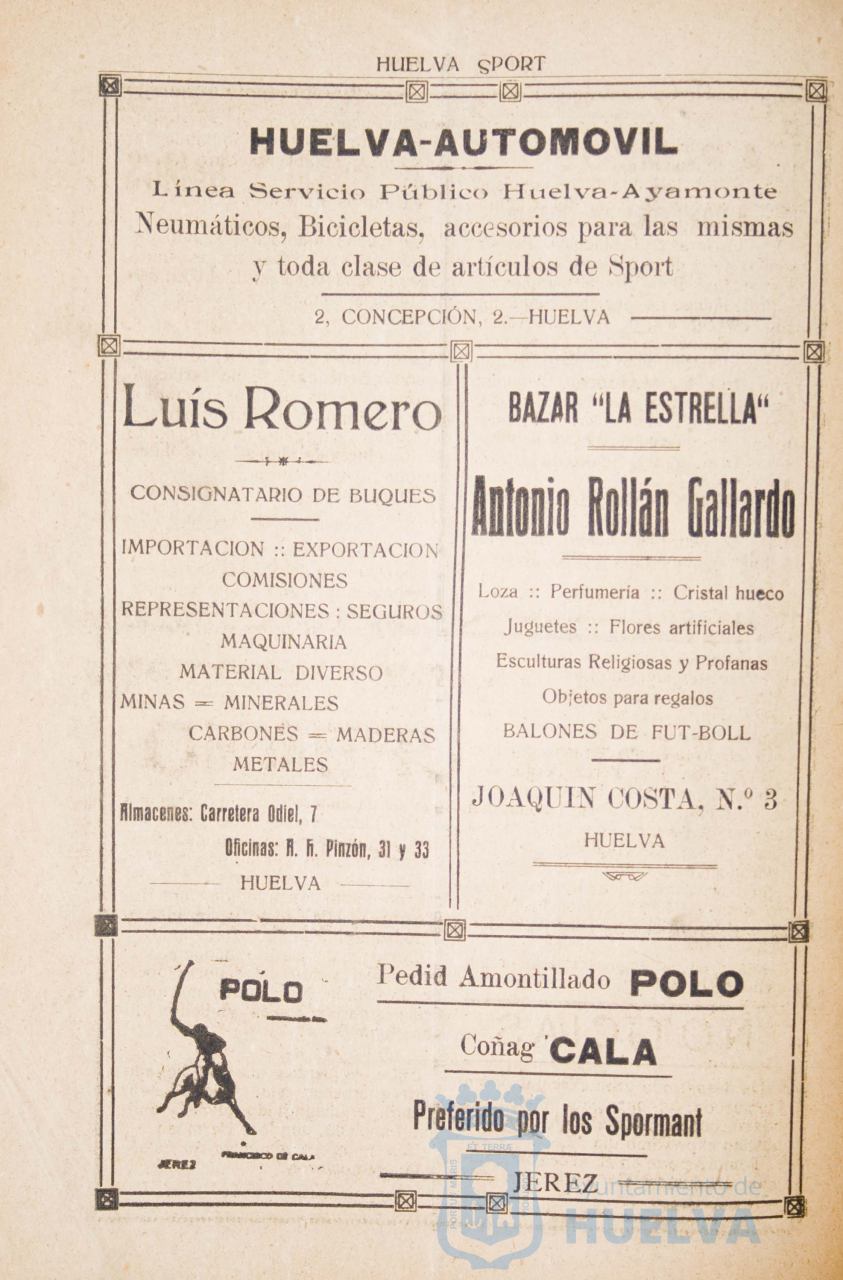 HUELVA SPORT
HUELVA-AUTOMOVIL
Línea Servicio Público Huelva-Ayamonte
Neumáticos, Bicicletas, accesorios para las mismas
y toda clase de artículos de Sport
2, CONCEPCIÓN, 2.—HUELVA
Luís Romero
CONSIGNATARIO DE BUQUES
IMPORTACION :: EXPORTACION
COMISIONES
REPRESENTACIONES : SEGUROS
MAQUINARIA
MATERIAL DIVERSO
MINAS = MINERALES
CARBONES = MADERAS
METALES
Almacenes: Carretera Odiel, 7
Oficinas: A. H. Pinzón, 31 y 33
HUELVA
BAZAR “LA ESTRELLA“
Antonio Rollán Gallardo
Loza :: Perfumería :: Cristal hueco
Juguetes :: Flores artificiales
Esculturas Religiosas y Profanas
Objetos para regalos
BALONES DE FUT-BOLL
JOAQUIN COSTA, N.º 3
HUELVA
POLO
FRANCISCO DE CALA
JEREZ
Pedid Amontillado POLO
Coñag CALA
Preferido por los Spormant
JEREZ
Ayuntamiento de
HUELVA